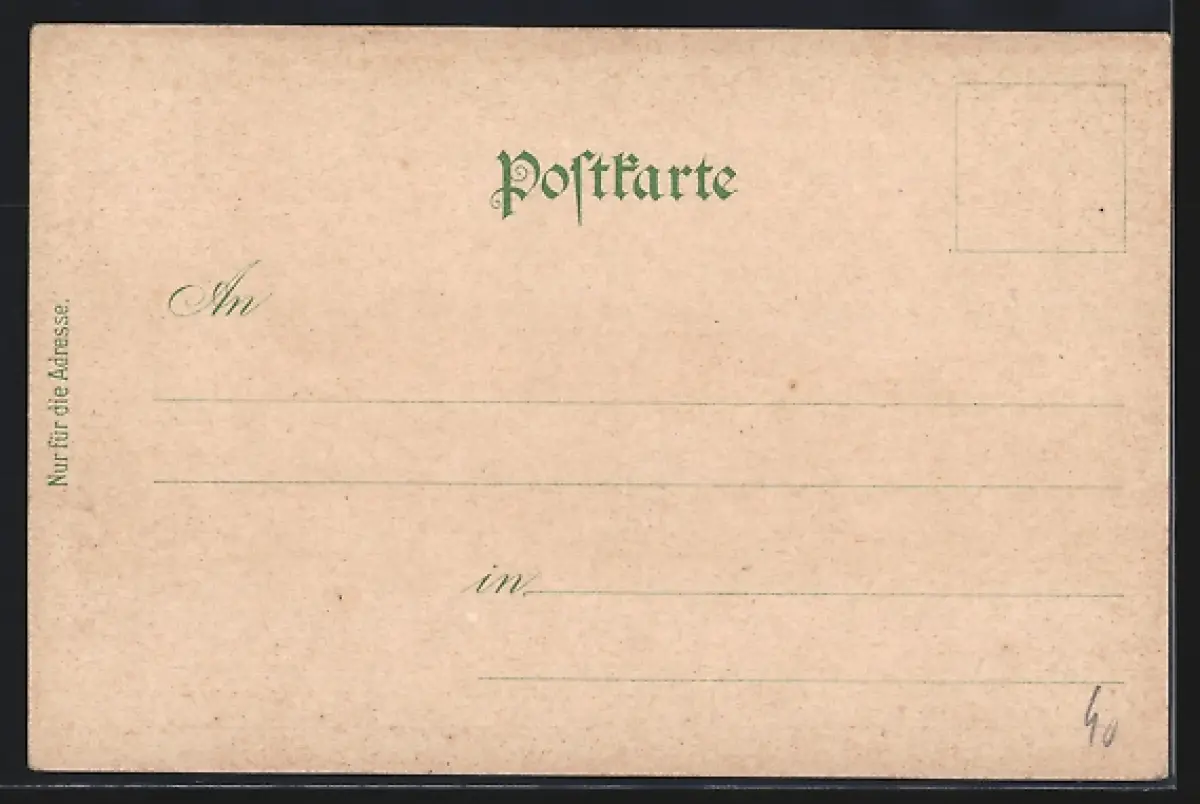 Postkarte
An
Nur für die Adresse.
in
40